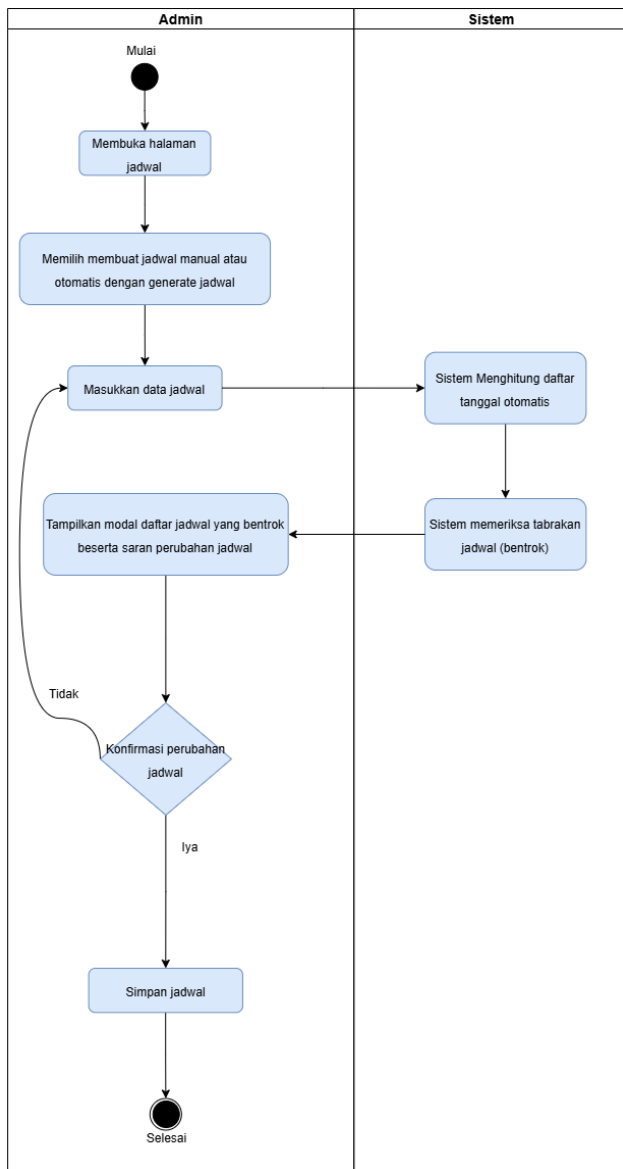 Admin
Sistem
Mulai
Membuka halaman
jadwal
Memilih membuat jadwal manual atau
otomatis dengan generate jadwal
Masukkan data jadwal
Sistem Menghitung daftar
tanggal otomatis
Tampilkan modal daftar jadwal yang bentrok
beserta saran perubahan jadwal
Sistem memeriksa tabrakan
jadwal (bentrok)
Tidak
Konfirmasi perubahan
jadwal
Iya
Simpan jadwal
Selesai